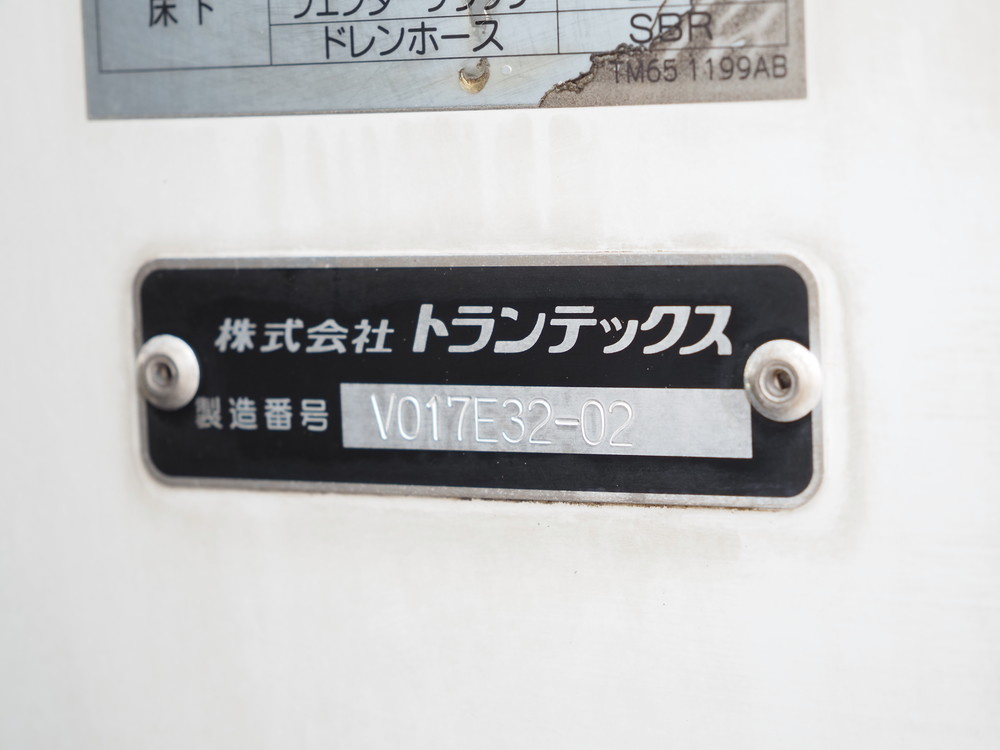 床下
ドレンホース SBR
TM65 1199AB
株式会社 トランテックス
製造番号 V017E32-02